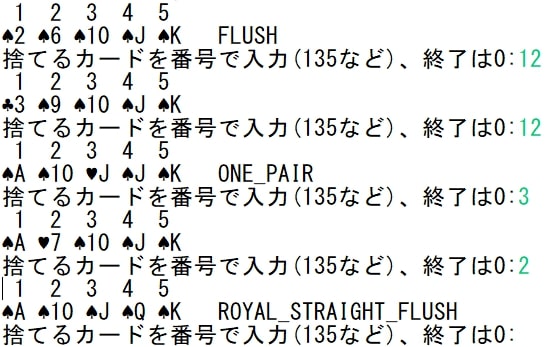 1 2 3 4 5
♠2 ♠6 ♠10 ♠J ♠K FLUSH
捨てるカードを番号で入力(135など)、終了は0:12
1 2 3 4 5
♣3 ♠9 ♠10 ♠J ♠K
捨てるカードを番号で入力(135など)、終了は0:12
1 2 3 4 5
♠A ♠10 ♥J ♠J ♠K ONE_PAIR
捨てるカードを番号で入力(135など)、終了は0:3
1 2 3 4 5
♠A ♥7 ♠10 ♠J ♠K
捨てるカードを番号で入力(135など)、終了は0:2
1 2 3 4 5
♠A ♠10 ♠J ♠Q ♠K ROYAL_STRAIGHT_FLUSH
捨てるカードを番号で入力(135など)、終了は0: